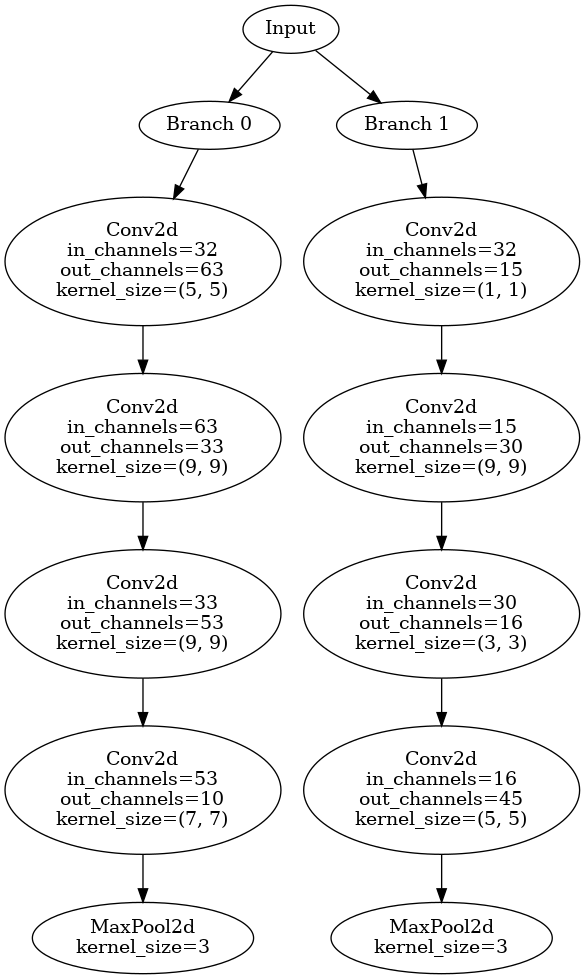 Input
Branch 0
Branch 1
Conv2d
in_channels=32
out_channels=63
kernel_size=(5, 5)
Conv2d
in_channels=32
out_channels=15
kernel_size=(1, 1)
Conv2d
in_channels=63
out_channels=33
kernel_size=(9, 9)
Conv2d
in_channels=15
out_channels=30
kernel_size=(9, 9)
Conv2d
in_channels=33
out_channels=53
kernel_size=(9, 9)
Conv2d
in_channels=30
out_channels=16
kernel_size=(3, 3)
Conv2d
in_channels=53
out_channels=10
kernel_size=(7, 7)
Conv2d
in_channels=16
out_channels=45
kernel_size=(5, 5)
MaxPool2d
kernel_size=3
MaxPool2d
kernel_size=3